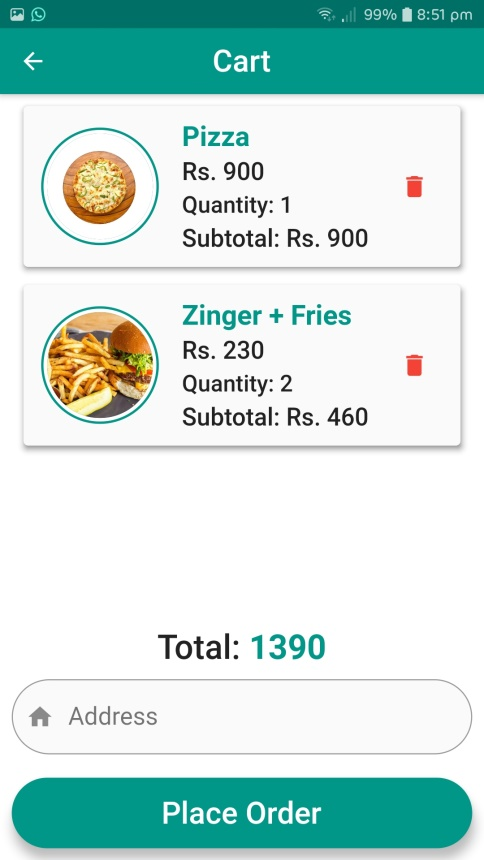 99% 8:51 pm
Cart
Pizza
Rs. 900
Quantity: 1
Subtotal: Rs. 900
Zinger + Fries
Rs. 230
Quantity: 2
Subtotal: Rs. 460
Total: 1390
Address
Place Order